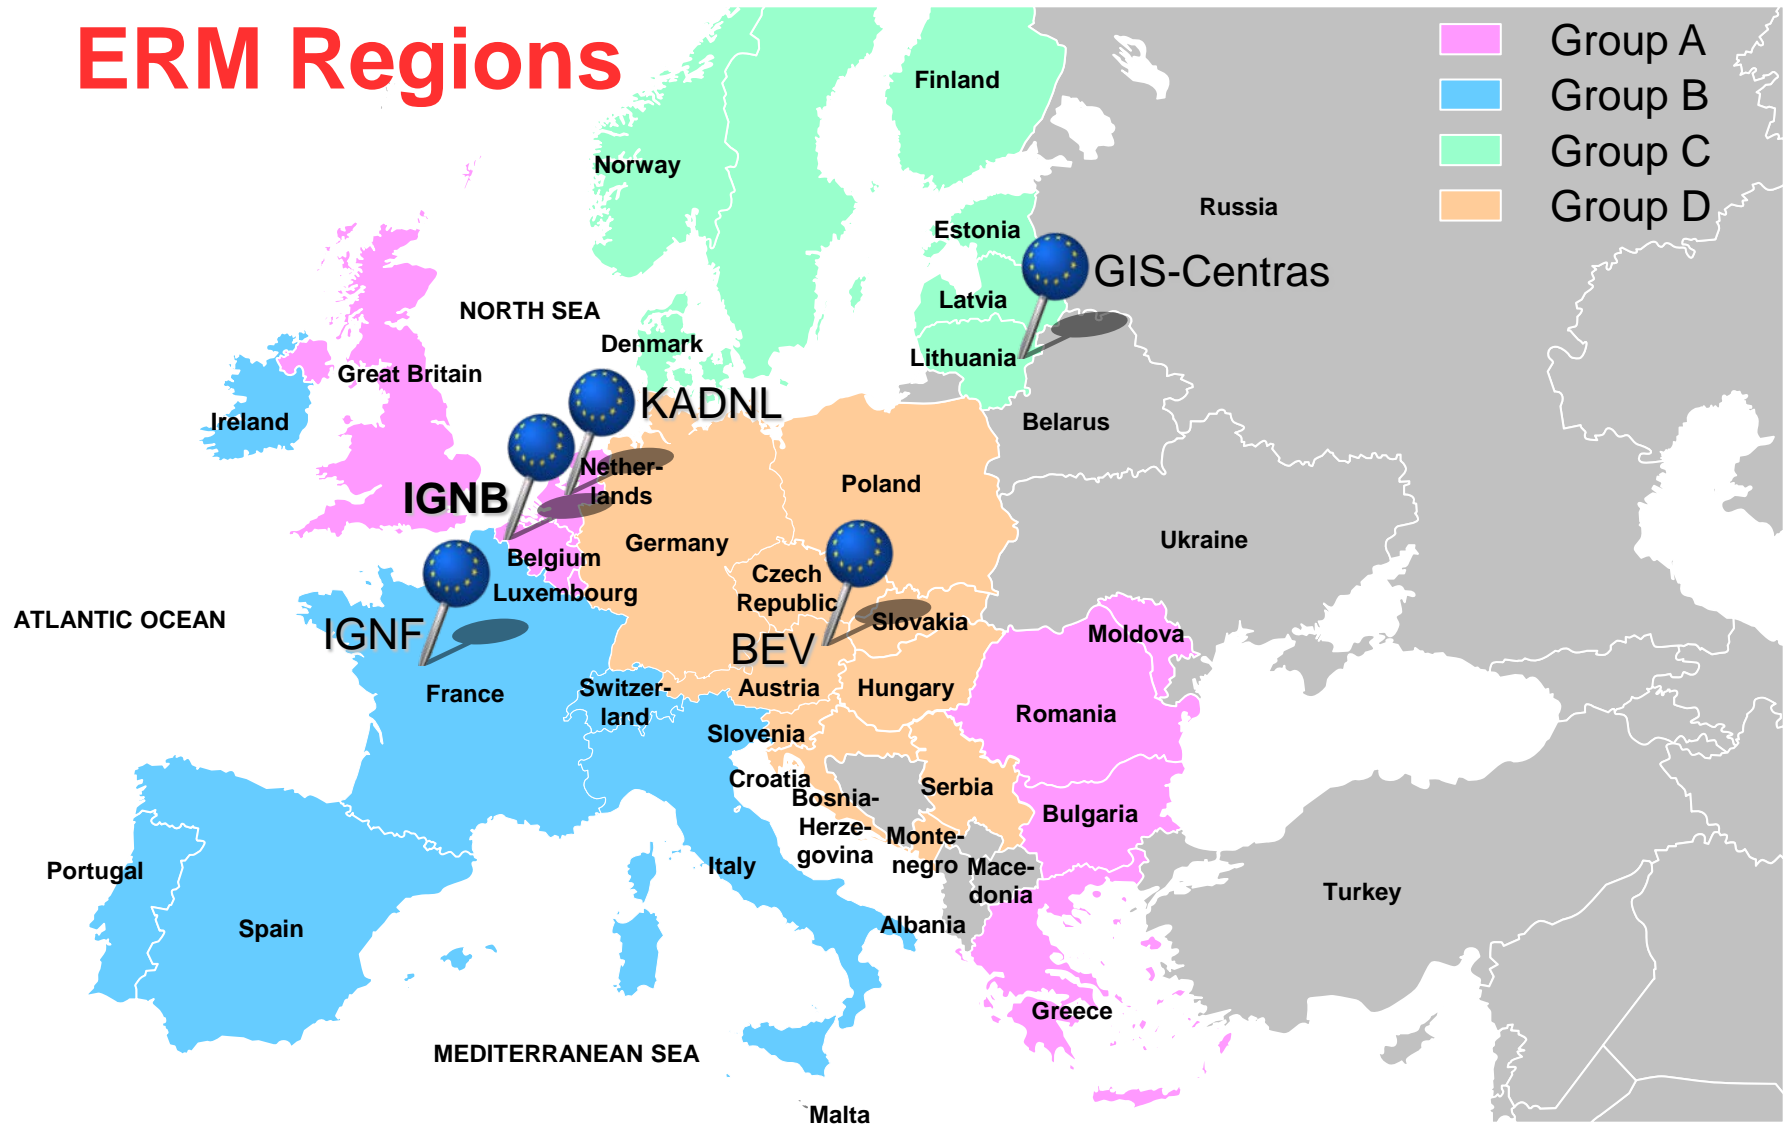 ERM Regions
Group A
Group B
Group C
Group D
Finland
Norway
Russia
Estonia
GIS-Centras
Latvia
NORTH SEA
Denmark
Lithuania
Great Britain
KADNL
Ireland
Belarus
Nether-
lands
IGNB
Poland
Germany
Ukraine
Belgium
Czech
Republic
Luxembourg
ATLANTIC OCEAN
Slovakia
IGNF
Moldova
BEV
France
Switzer-
land
Austria
Hungary
Romania
Slovenia
Croatia
Serbia
Bosnia-
Herze-
govina
Bulgaria
Monte-
negro
Mace-
donia
Portugal
Italy
Turkey
Spain
Albania
Greece
MEDITERRANEAN SEA
Malta